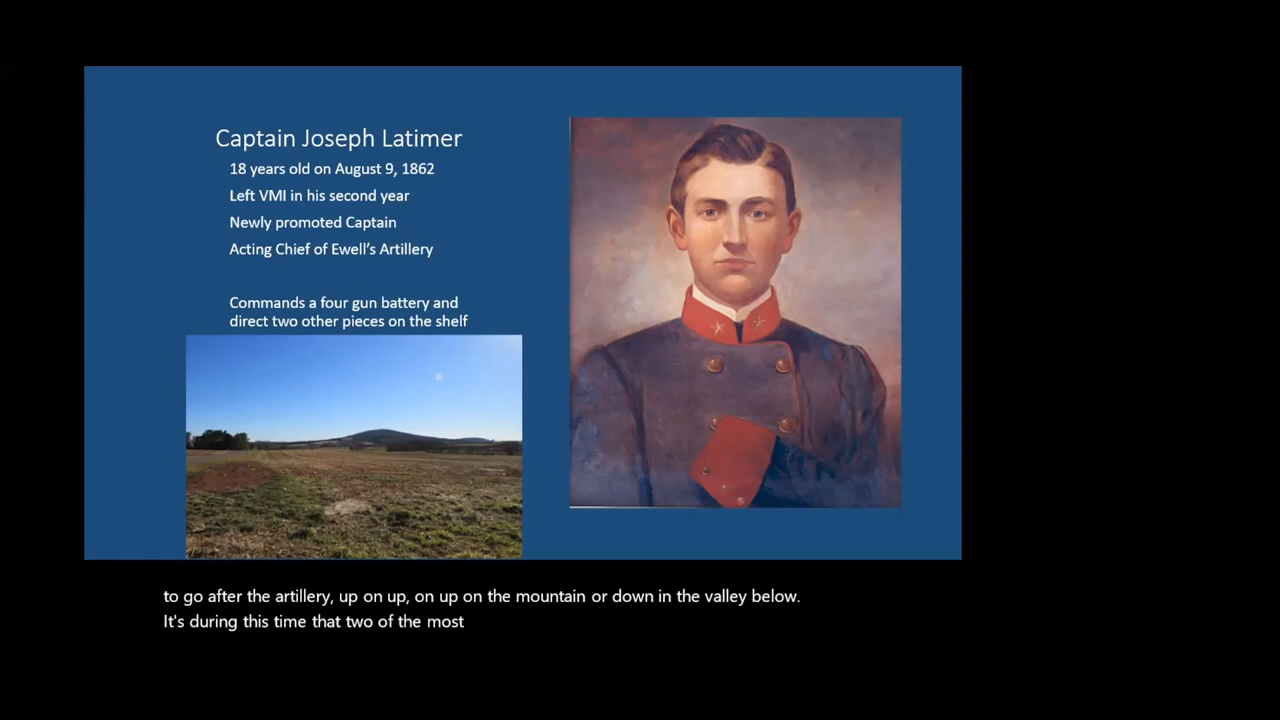 Captain Joseph Latimer
18 years old on August 9, 1862
Left VMI in his second year
Newly promoted Captain
Acting Chief of Ewell’s Artillery
Commands a four gun battery and
direct two other pieces on the shelf
to go after the artillery, up on up, on up on the mountain or down in the valley below.
It's during this time that two of the most